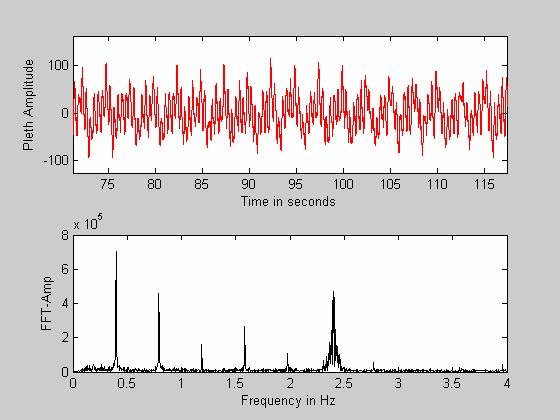 100
0
-100
Pleth Amplitude
75 80 85 90 95 100 105 110 115
Time in seconds
x 10^5
8
6
4
2
0
FFT-Amp
0 0.5 1 1.5 2 2.5 3 3.5 4
Frequency in Hz